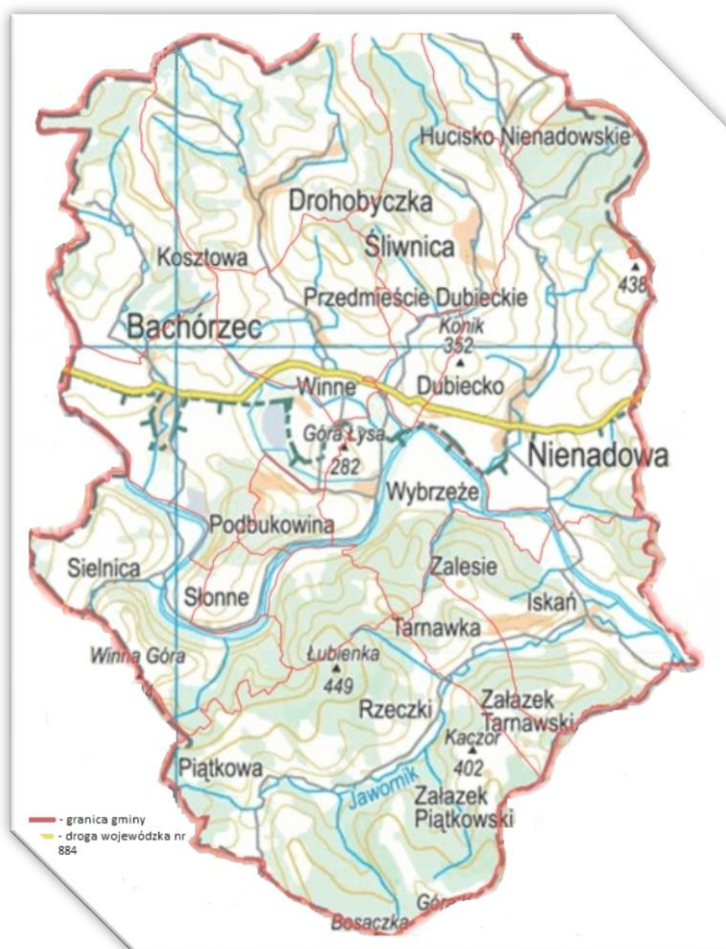 Hucisko Nienadowskie
Drohobyczka
Śliwnica
Kosztowa
438
Przedmieście Dubieckie
Bachórzec
Konik
352
Winne
Dubiecko
Góra Łysa
282
Nienadowa
Wybrzeże
Podbukowina
Sielnica
Zalesie
Słonne
Iskań
Tarnawka
Winna Góra
Łubienka
449
Rzeczki
Załazek
Tarnawski
Kaczor
402
Piątkowa
Jawornik
Załazek
Piątkowski
- granica gminy
- droga wojewódzka nr
884
Góra
Bosaczka